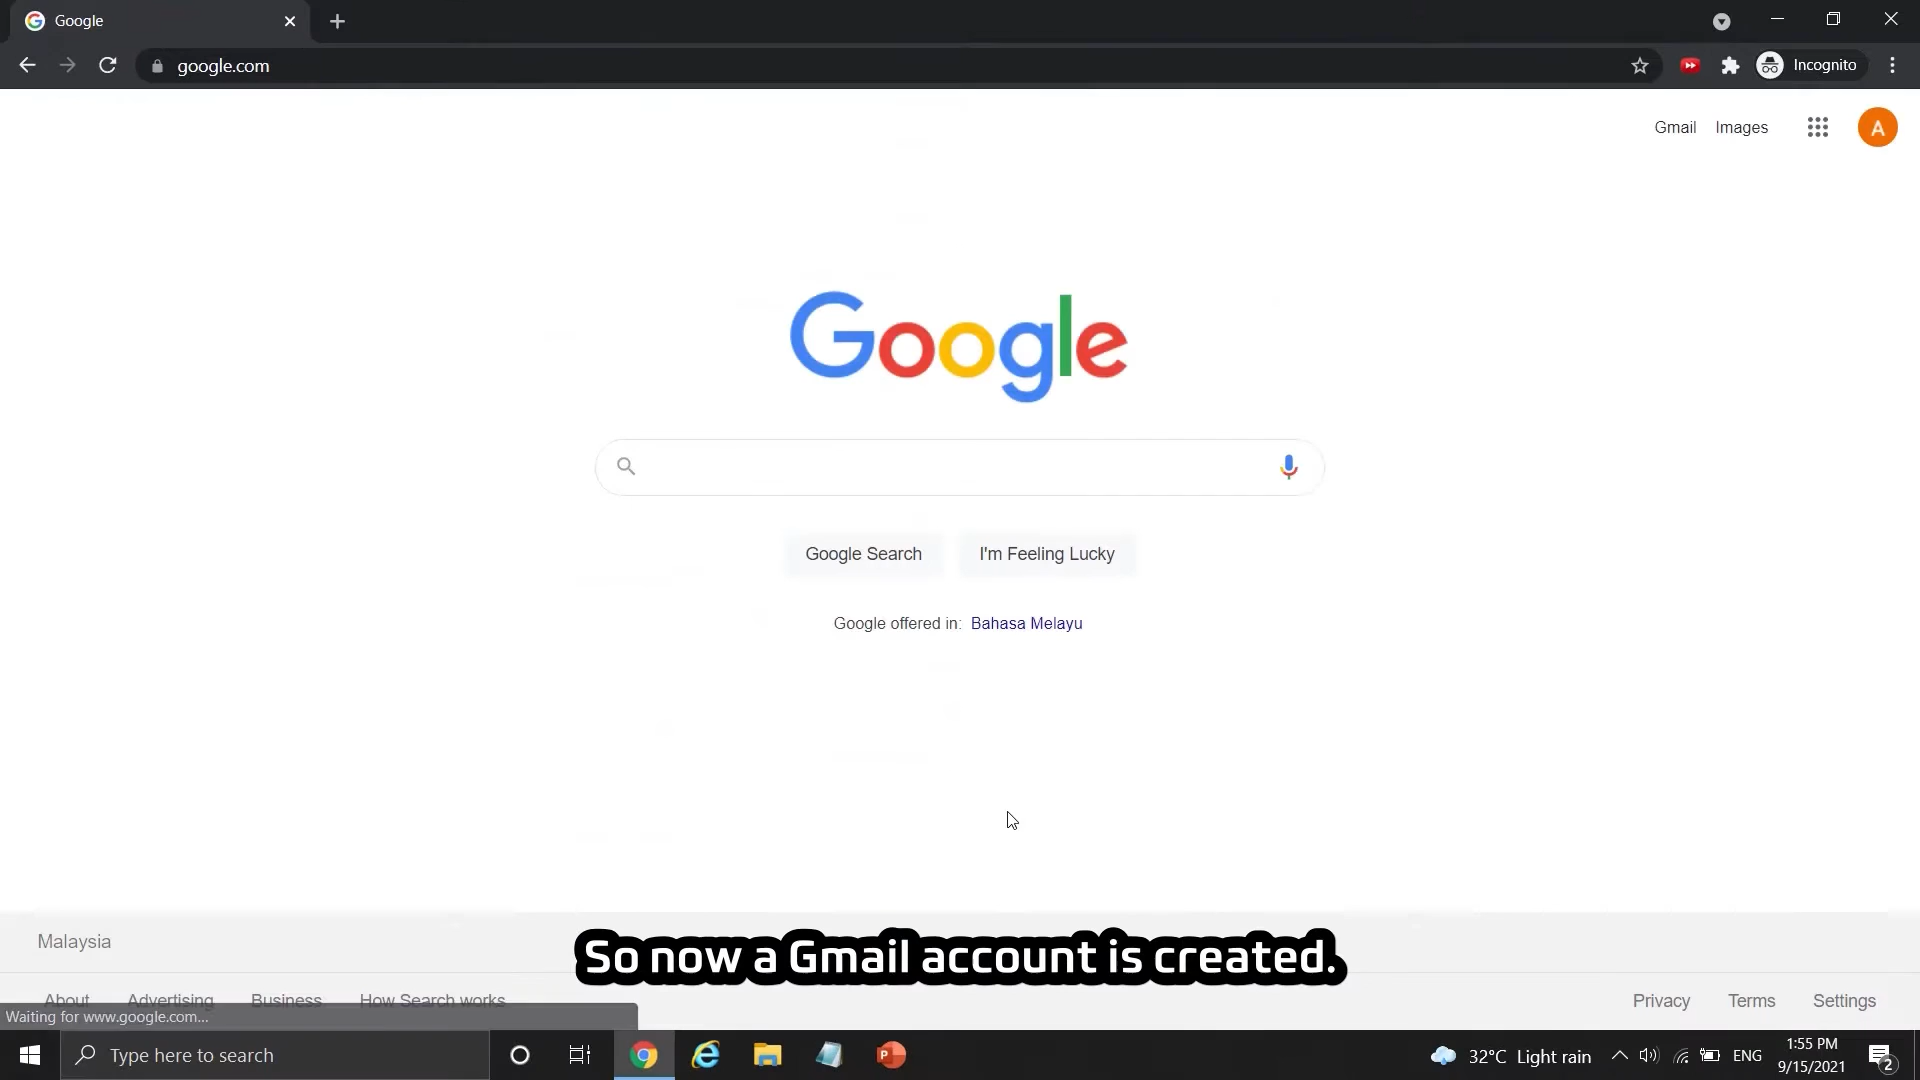 Google
google.com
Incognito
Gmail Images
A
Google
Google Search I'm Feeling Lucky
Google offered in: Bahasa Melayu
Malaysia
So now a Gmail account is created.
About Advertising Business How Search works
Privacy Terms Settings
Waiting for www.google.com...
Type here to search
P
32°C Light rain
ENG
1:55 PM
9/15/2021
2